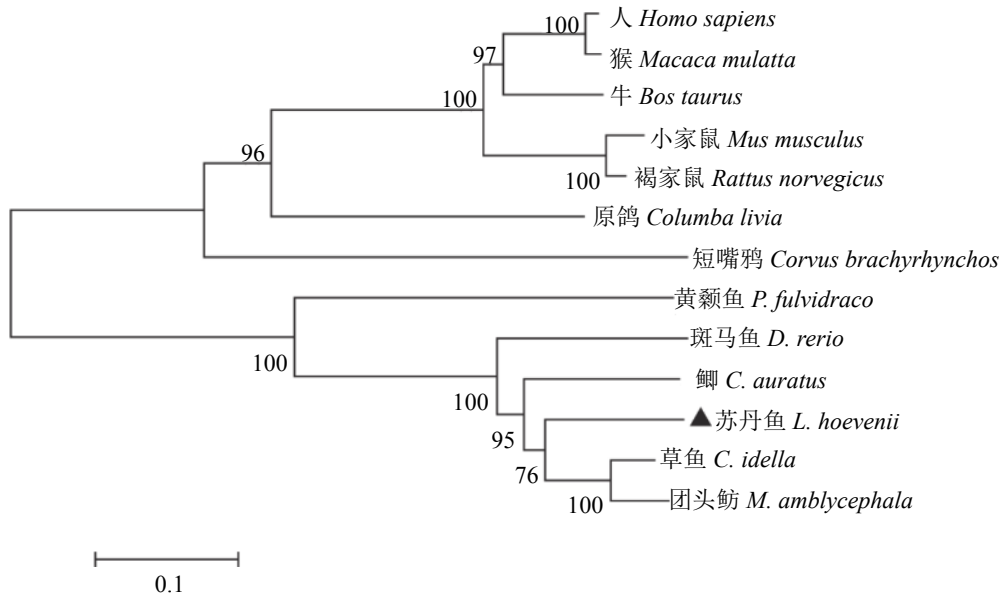 100
人 Homo sapiens
猴 Macaca mulatta
97
牛 Bos taurus
100
小家鼠 Mus musculus
96
褐家鼠 Rattus norvegicus
100
原鸽 Columba livia
短嘴鸦 Corvus brachyrhynchos
黄颡鱼 P. fulvidraco
斑马鱼 D. rerio
100
鲫 C. auratus
100
▲苏丹鱼 L. hoevenii
95
草鱼 C. idella
76
团头鲂 M. amblycephala
100
0.1